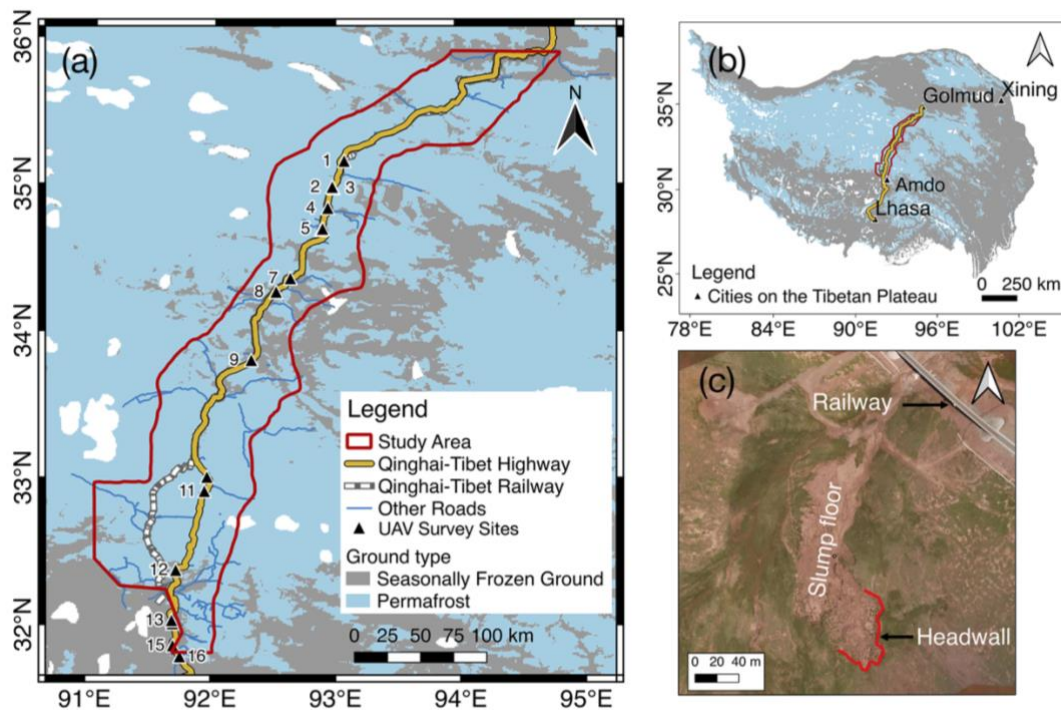 (a)
36°N
35°N
34°N
33°N
32°N
91°E
92°E
93°E
94°E
95°E
N
1
2
3
4
5
7
8
9
11
12
13
15
16
Legend
Study Area
Qinghai-Tibet Highway
Qinghai-Tibet Railway
Other Roads
UAV Survey Sites
Ground type
Seasonally Frozen Ground
Permafrost
0 25 50 75 100 km
(b)
35°N
30°N
25°N
Golmud
Xining
Amdo
Lhasa
Legend
Cities on the Tibetan Plateau
0 250 km
78°E
84°E
90°E
96°E
102°E
(c)
Railway
Slump floor
Headwall
0 20 40 m